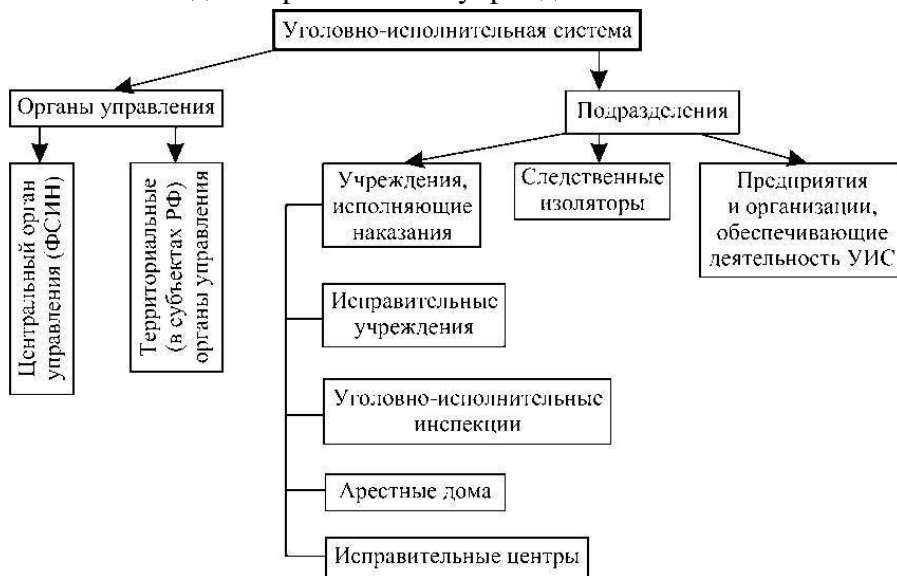 Уголовно-исполнительная система
Органы управления
Подразделения
Центральный орган
управления (ФСИН)
Территориальные
(в субъектах РФ)
органы управления
Учреждения,
исполняющие
наказания
Следственные
изоляторы
Предприятия
и организации,
обеспечивающие
деятельность УИС
Исправительные
учреждения
Уголовно-исполнительные
инспекции
Арестные дома
Исправительные центры